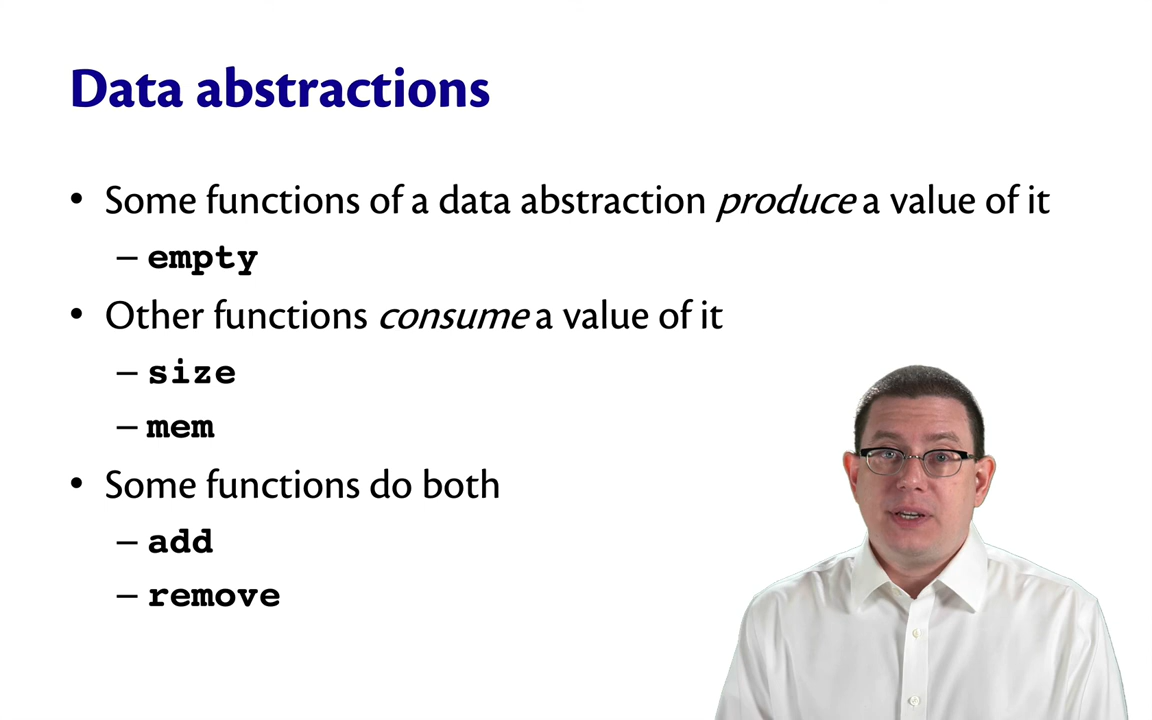 Data abstractions
• Some functions of a data abstraction produce a value of it
– empty
• Other functions consume a value of it
– size
– mem
• Some functions do both
– add
– remove